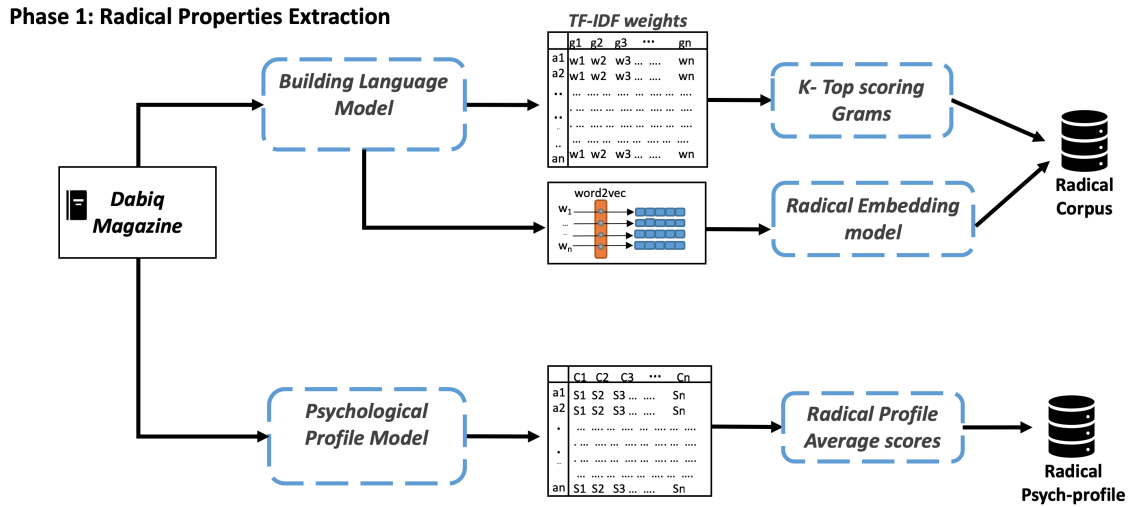 Phase 1: Radical Properties Extraction
TF-IDF weights
g1 g2 g3 ... gn
a1 w1 w2 w3 ... .... wn
a2 w1 w2 w3 ... .... wn
.. ... .... ... .... ... .... ....
.. . ... .... ... .... ... .... ....
.. ... .... ... .... ... .... ....
an w1 w2 w3 ... .... wn
Building Language
Model
K- Top scoring
Grams
Dabiq
Magazine
word2vec
w1
...
..
wn
Radical Embedding
model
Radical
Corpus
C1 C2 C3 ... Cn
a1 S1 S2 S3 ... .... Sn
a2 S1 S2 S3 ... .... Sn
. ... .... ... .... ... .... ....
. . ... .... ... .... ... .... ....
.. ... .... ... .... ... .... ....
an S1 S2 S3 ... .... Sn
Psychological
Profile Model
Radical Profile
Average scores
Radical
Psych-profile